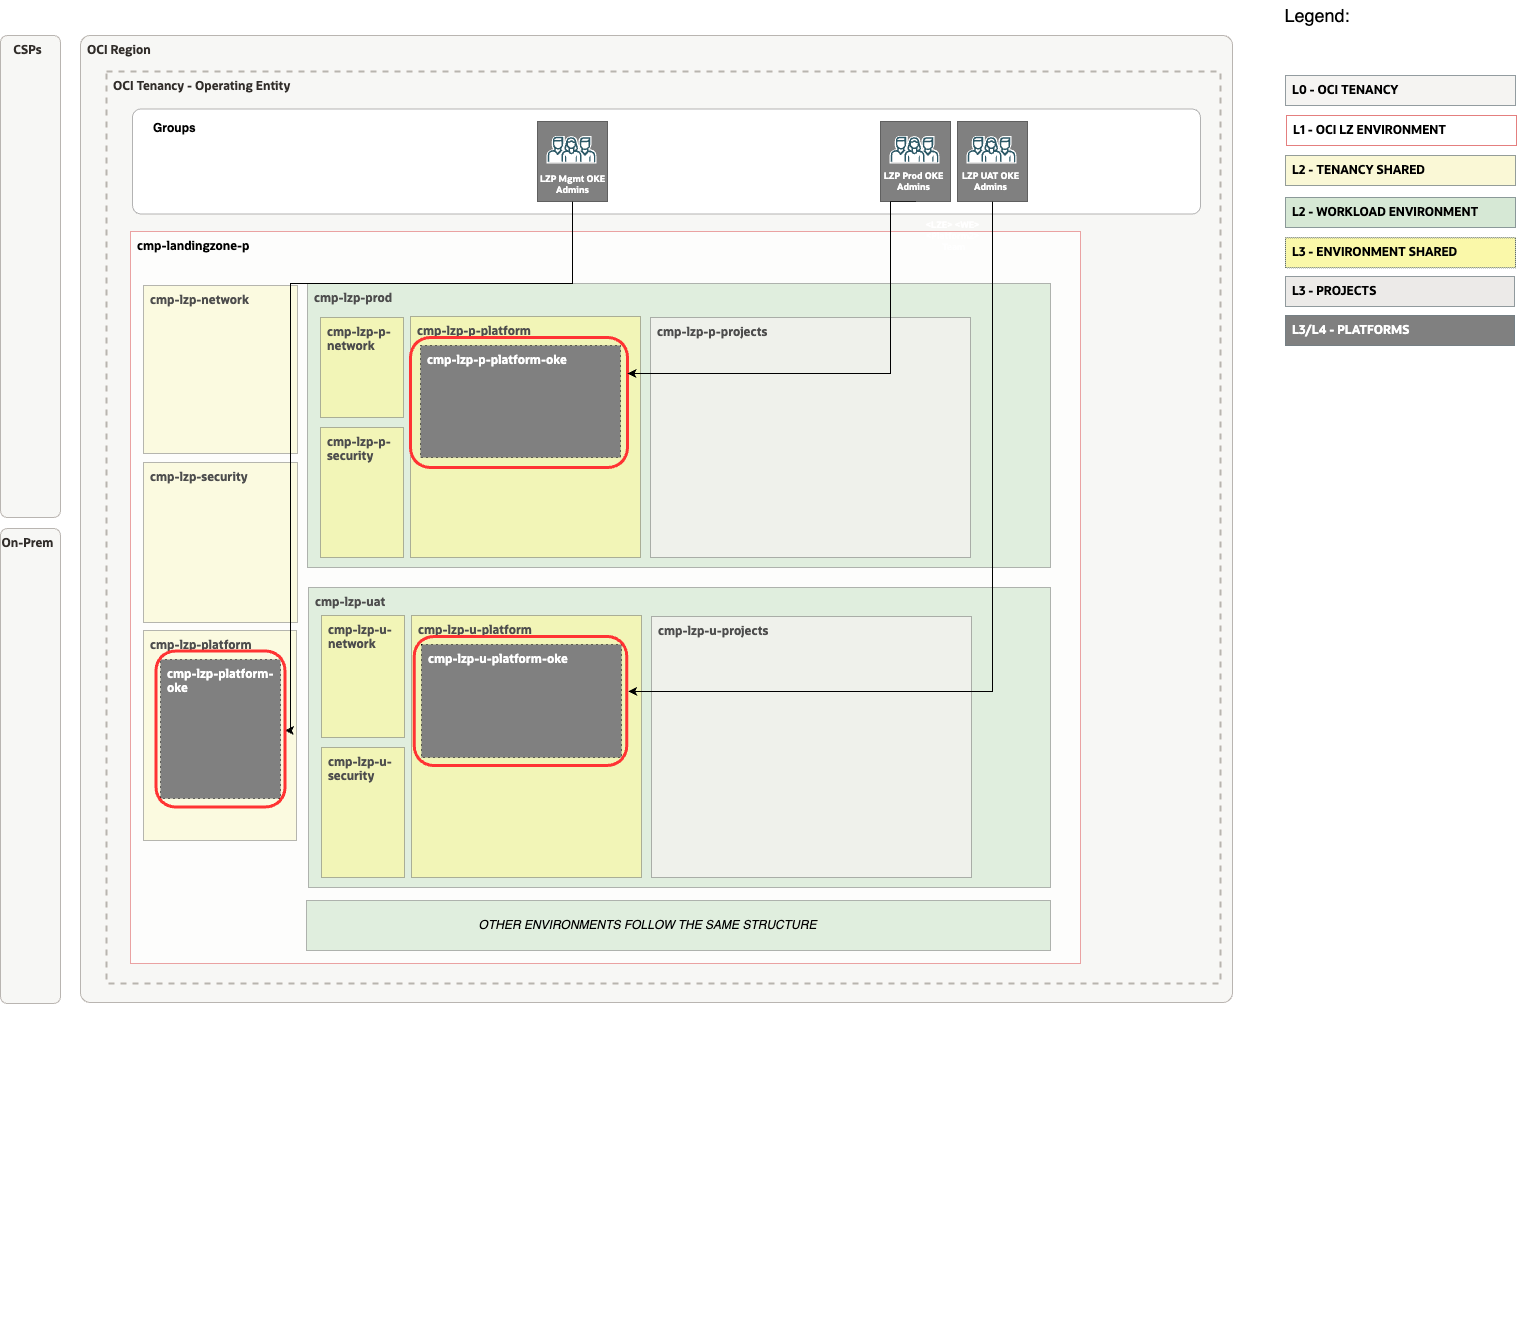 Legend:
CSPs
OCI Region
OCI Tenancy - Operating Entity
L0 - OCI TENANCY
Groups
L1 - OCI LZ ENVIRONMENT
LZP Mgmt OKE
Admins
LZP Prod OKE
Admins
LZP UAT OKE
Admins
L2 - TENANCY SHARED
L2 - WORKLOAD ENVIRONMENT
cmp-landingzone-p
L3 - ENVIRONMENT SHARED
L3 - PROJECTS
L3/L4 - PLATFORMS
cmp-lzp-network
cmp-lzp-prod
cmp-lzp-p-
network
cmp-lzp-p-platform
cmp-lzp-p-projects
cmp-lzp-p-platform-oke
cmp-lzp-p-
security
cmp-lzp-security
On-Prem
cmp-lzp-uat
cmp-lzp-u-
network
cmp-lzp-u-platform
cmp-lzp-u-projects
cmp-lzp-platform
cmp-lzp-u-platform-oke
cmp-lzp-platform-
oke
cmp-lzp-u-
security
OTHER ENVIRONMENTS FOLLOW THE SAME STRUCTURE